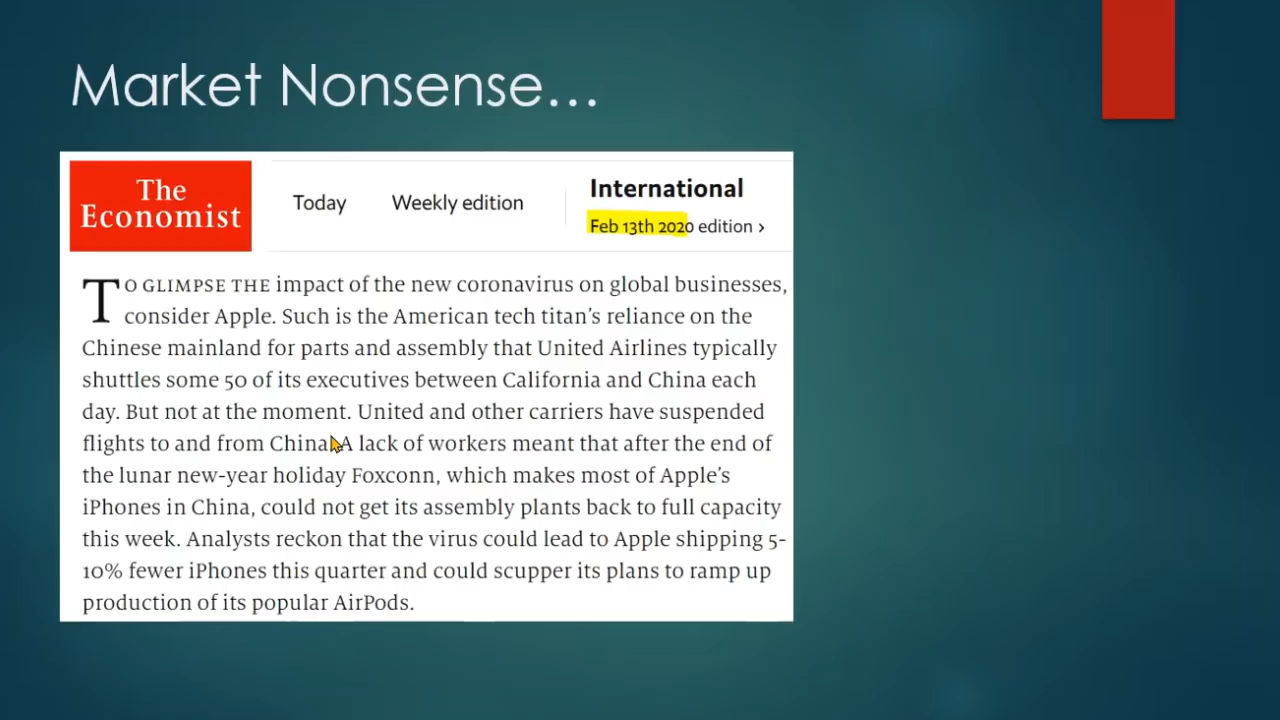 Market Nonsense...
The
Economist
Today
Weekly edition
International
Feb 13th 2020 edition >
TO GLIMPSE THE impact of the new coronavirus on global businesses,
consider Apple. Such is the American tech titan's reliance on the
Chinese mainland for parts and assembly that United Airlines typically
shuttles some 50 of its executives between California and China each
day. But not at the moment. United and other carriers have suspended
flights to and from China. A lack of workers meant that after the end of
the lunar new-year holiday Foxconn, which makes most of Apple's
iPhones in China, could not get its assembly plants back to full capacity
this week. Analysts reckon that the virus could lead to Apple shipping 5-
10% fewer iPhones this quarter and could scupper its plans to ramp up
production of its popular AirPods.